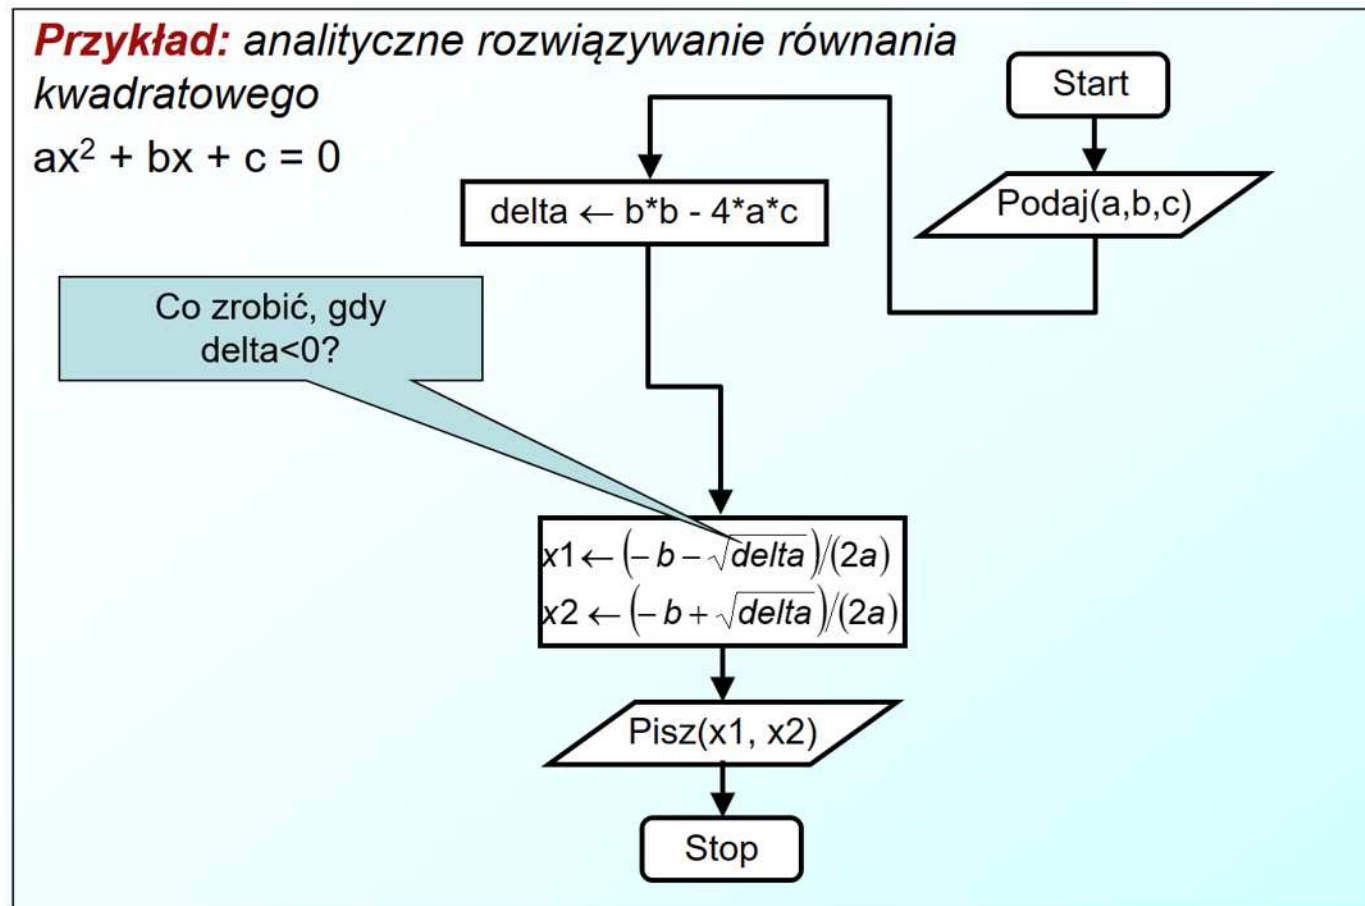 Przykład: analityczne rozwiązywanie równania
kwadratowego
ax² + bx + c = 0
Start
Podaj(a,b,c)
delta ← b*b - 4*a*c
Co zrobić, gdy
delta<0?
x1 ← (− b − √delta)/(2a)
x2 ← (− b + √delta)/(2a)
Pisz(x1, x2)
Stop